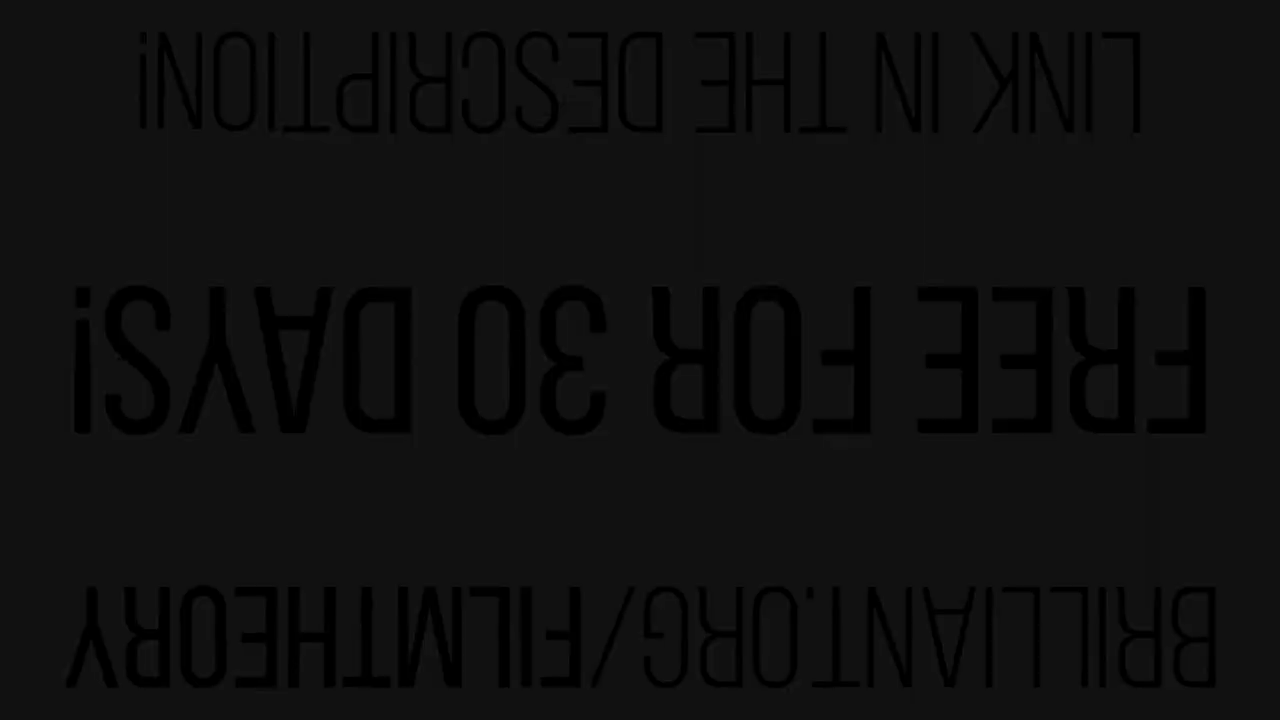 BRILLIANT.ORG/FILMTHEORY
FREE FOR 30 DAYS!
LINK IN THE DESCRIPTION!